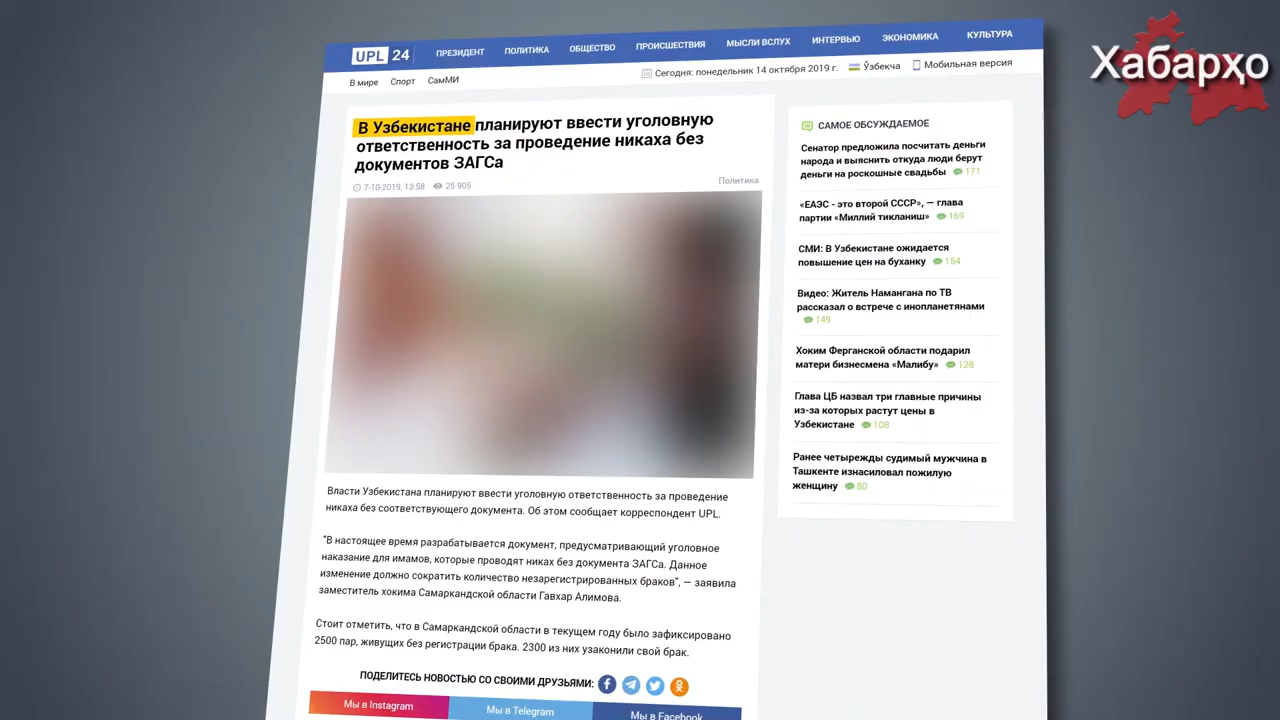 UPL 24
ПРЕЗИДЕНТ ПОЛИТИКА ОБЩЕСТВО ПРОИСШЕСТВИЯ МЫСЛИ ВСЛУХ ИНТЕРВЬЮ ЭКОНОМИКА КУЛЬТУРА
Хабарҳо
В мире Спорт СамМИ
Сегодня: понедельник 14 октября 2019 г. Ўзбекча Мобильная версия
В Узбекистане планируют ввести уголовную
ответственность за проведение никаха без
документов ЗАГСа
7-10-2019, 13:58 25 905
Политика
Власти Узбекистана планируют ввести уголовную ответственность за проведение
никаха без соответствующего документа. Об этом сообщает корреспондент UPL.
"В настоящее время разрабатывается документ, предусматривающий уголовное
наказание для имамов, которые проводят никах без документа ЗАГСа. Данное
изменение должно сократить количество незарегистрированных браков", — заявила
заместитель хокима Самаркандской области Гавхар Алимова.
Стоит отметить, что в Самаркандской области в текущем году было зафиксировано
2500 пар, живущих без регистрации брака. 2300 из них узаконили свой брак.
ПОДЕЛИТЕСЬ НОВОСТЬЮ СО СВОИМИ ДРУЗЬЯМИ:
Мы в Instagram Мы в Telegram Мы в Facebook
САМОЕ ОБСУЖДАЕМОЕ
Сенатор предложила посчитать деньги
народа и выяснить откуда люди берут
деньги на роскошные свадьбы 171
«ЕАЭС - это второй СССР», — глава
партии «Миллий тикланиш» 169
СМИ: В Узбекистане ожидается
повышение цен на буханку 154
Видео: Житель Намангана по ТВ
рассказал о встрече с инопланетянами
149
Хоким Ферганской области подарил
матери бизнесмена «Малибу» 128
Глава ЦБ назвал три главные причины
из-за которых растут цены в
Узбекистане 108
Ранее четырежды судимый мужчина в
Ташкенте изнасиловал пожилую
женщину 80